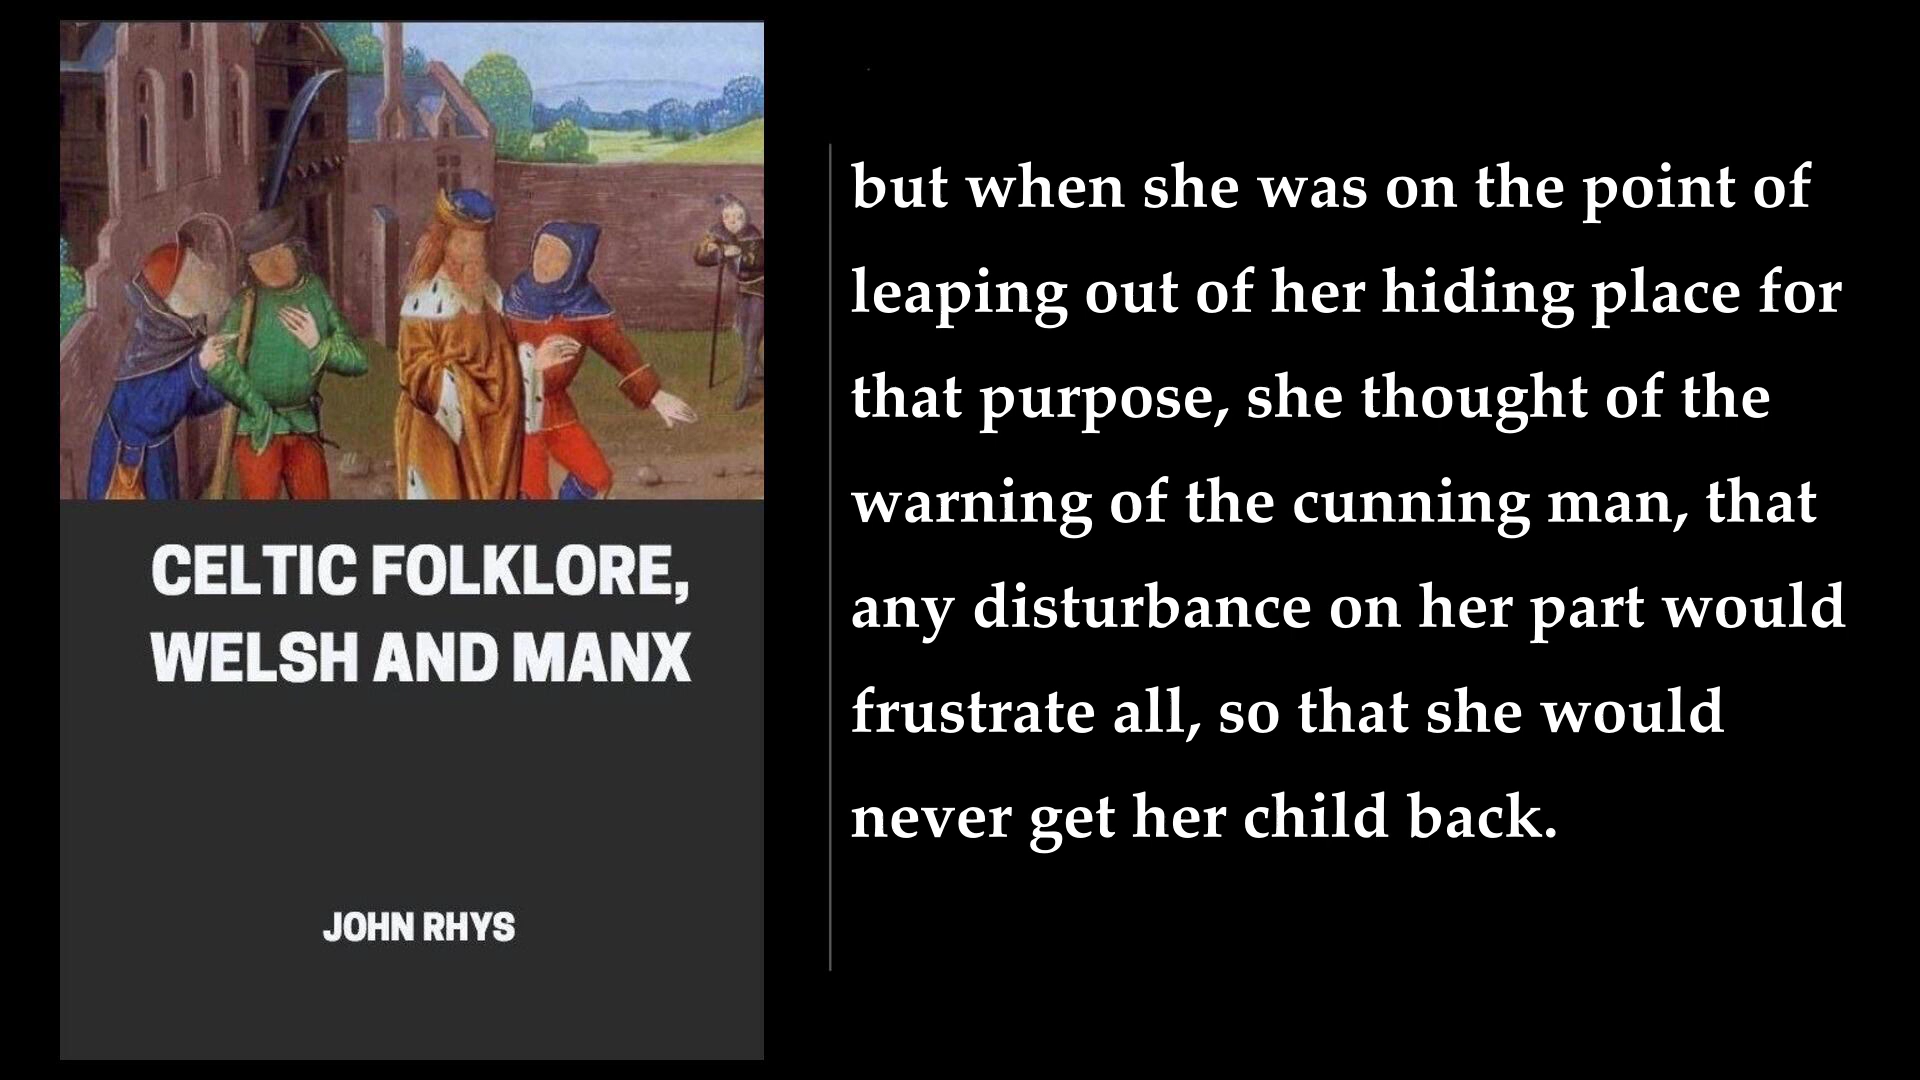 CELTIC FOLKLORE,
WELSH AND MANX
JOHN RHYS
but when she was on the point of
leaping out of her hiding place for
that purpose, she thought of the
warning of the cunning man, that
any disturbance on her part would
frustrate all, so that she would
never get her child back.